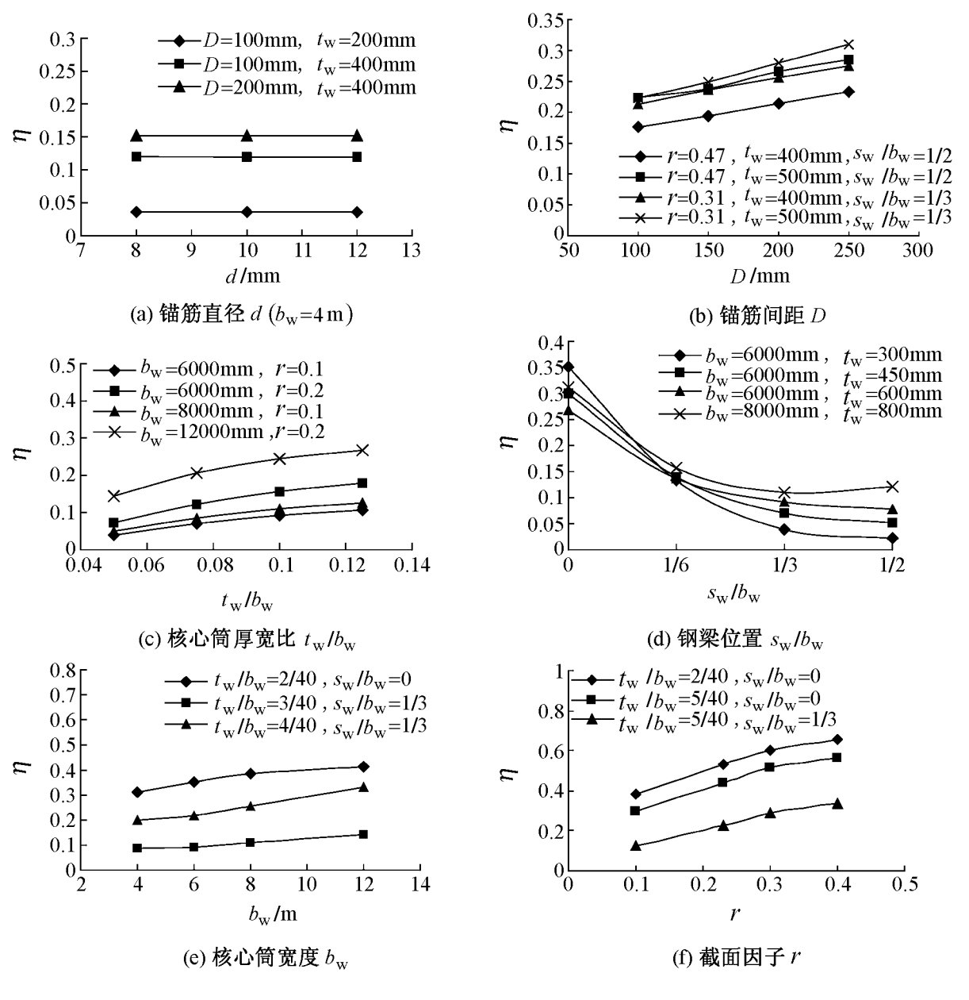 D=100mm, tw=200mm
D=100mm, tw=400mm
D=200mm, tw=400mm
0.3
0.25
0.2
0.15
0.1
0.05
0
η
7 8 9 10 11 12 13
d/mm
(a) 锚筋直径 d (bw=4m)
0.35
0.3
0.25
0.2
0.15
0.1
0.05
0
η
r=0.47, tw=400mm, sw/bw=1/2
r=0.47, tw=500mm, sw/bw=1/2
r=0.31, tw=400mm, sw/bw=1/3
r=0.31, tw=500mm, sw/bw=1/3
50 100 150 200 250 300
D/mm
(b) 锚筋间距 D
bw=6000mm, r=0.1
bw=6000mm, r=0.2
bw=8000mm, r=0.1
bw=12000mm, r=0.2
0.5
0.4
0.3
0.2
0.1
0
η
0.04 0.06 0.08 0.1 0.12 0.14
tw/bw
(c) 核心筒厚宽比 tw/bw
bw=6000mm, tw=300mm
bw=6000mm, tw=450mm
bw=6000mm, tw=600mm
bw=8000mm, tw=800mm
0.4
0.35
0.3
0.25
0.2
0.15
0.1
0.05
0
η
0 1/6 1/3 1/2
sw/bw
(d) 钢梁位置 sw/bw
tw/bw=2/40, sw/bw=0
tw/bw=3/40, sw/bw=1/3
tw/bw=4/40, sw/bw=1/3
0.8
0.7
0.6
0.5
0.4
0.3
0.2
0.1
0
η
2 4 6 8 10 12 14
bw/m
(e) 核心筒宽度 bw
tw/bw=2/40, sw/bw=0
tw/bw=5/40, sw/bw=0
tw/bw=5/40, sw/bw=1/3
1
0.8
0.6
0.4
0.2
0
η
0 0.1 0.2 0.3 0.4 0.5
r
(f) 截面因子 r